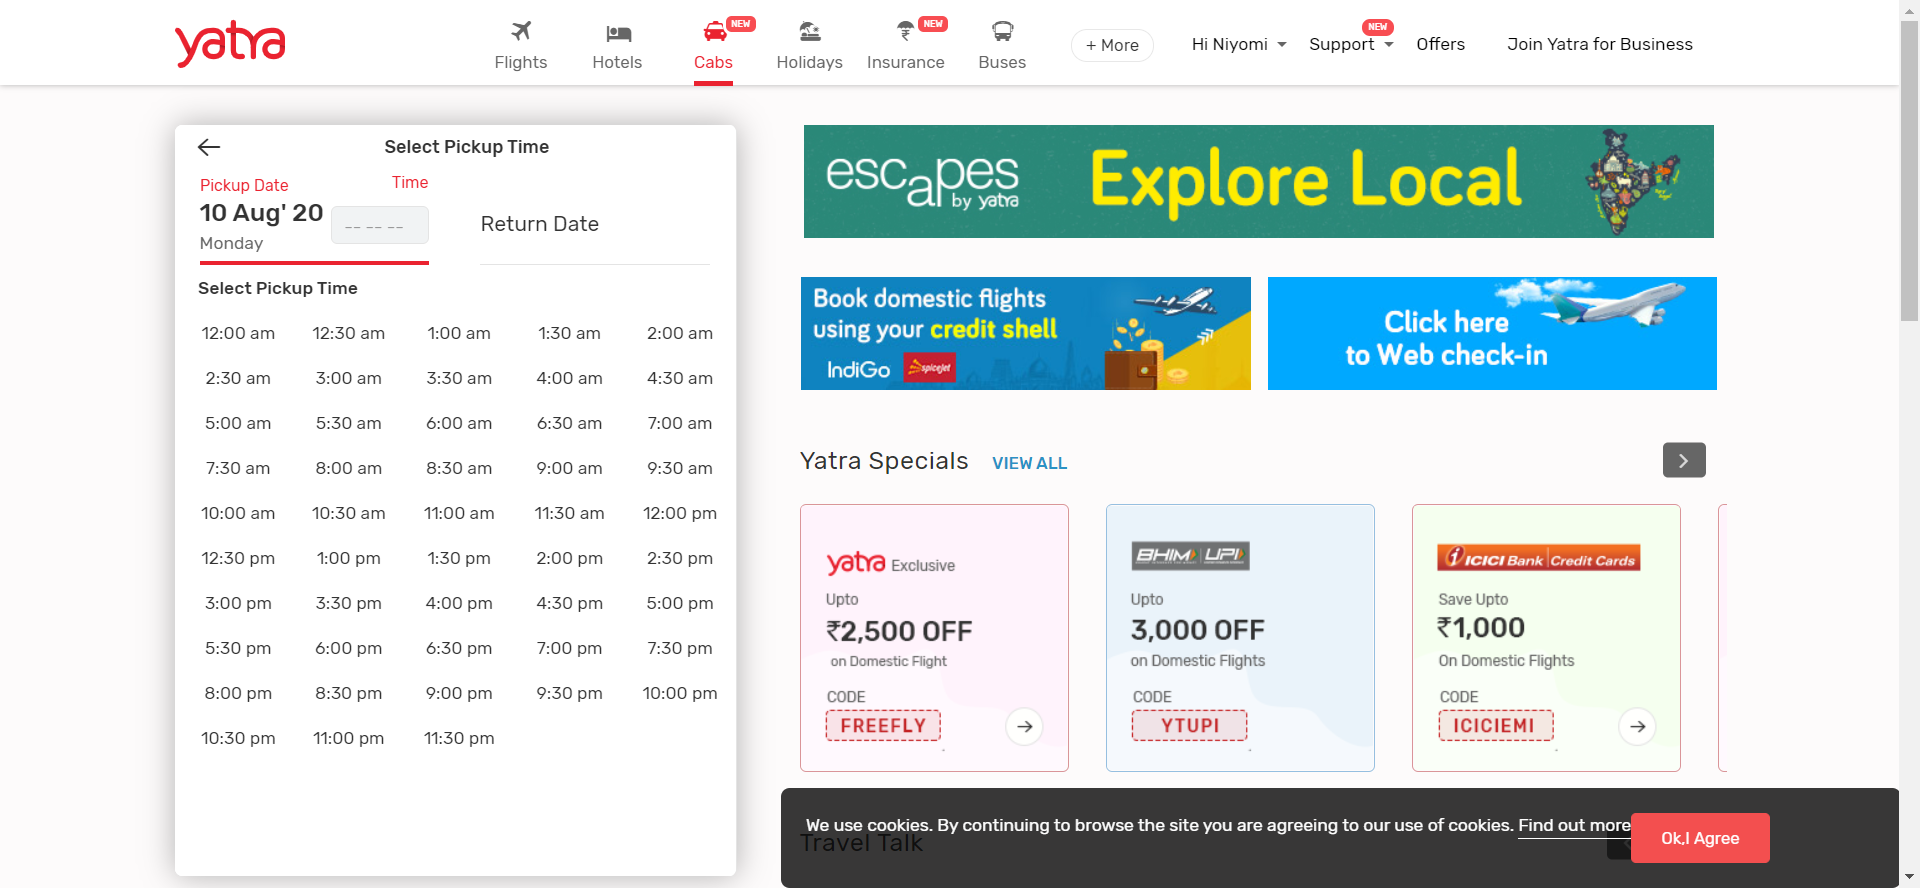 yatra
Flights
Hotels
NEW
Cabs
Holidays
NEW
Insurance
Buses
+ More
Hi Niyomi
NEW
Support
Offers
Join Yatra for Business
Select Pickup Time
Pickup Date
Time
10 Aug' 20
-- -- --
Monday
Return Date
Select Pickup Time
12:00 am 12:30 am 1:00 am 1:30 am 2:00 am
2:30 am 3:00 am 3:30 am 4:00 am 4:30 am
5:00 am 5:30 am 6:00 am 6:30 am 7:00 am
7:30 am 8:00 am 8:30 am 9:00 am 9:30 am
10:00 am 10:30 am 11:00 am 11:30 am 12:00 pm
12:30 pm 1:00 pm 1:30 pm 2:00 pm 2:30 pm
3:00 pm 3:30 pm 4:00 pm 4:30 pm 5:00 pm
5:30 pm 6:00 pm 6:30 pm 7:00 pm 7:30 pm
8:00 pm 8:30 pm 9:00 pm 9:30 pm 10:00 pm
10:30 pm 11:00 pm 11:30 pm
escapes
by yatra
Explore Local
Book domestic flights
using your credit shell
IndiGo spicejet
Click here
to Web check-in
Yatra Specials VIEW ALL
yatra Exclusive
Upto
₹2,500 OFF
on Domestic Flight
CODE
FREEFLY
BHIM UPI
Upto
3,000 OFF
on Domestic Flights
CODE
YTUPI
ICICI Bank Credit Cards
Save Upto
₹1,000
On Domestic Flights
CODE
ICICIEMI
We use cookies. By continuing to browse the site you are agreeing to our use of cookies. Find out more
Ok,I Agree
Travel Talk